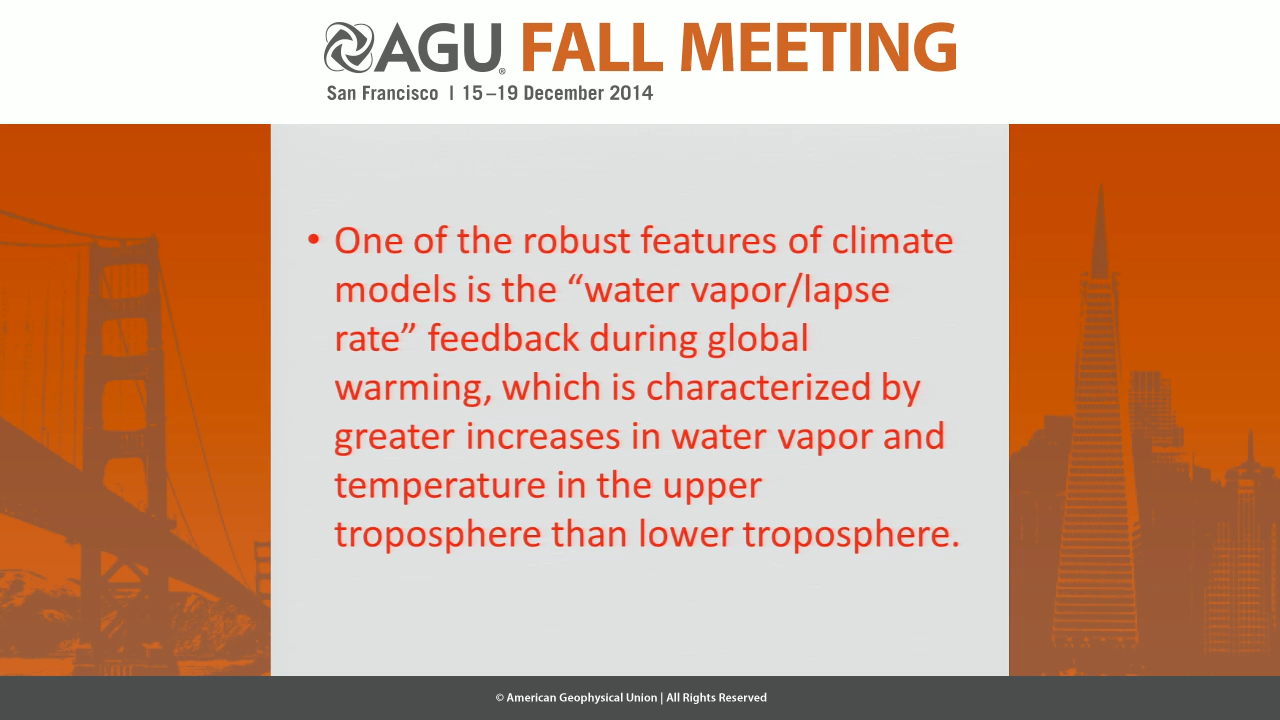 AGU® FALL MEETING
San Francisco | 15–19 December 2014
• One of the robust features of climate
models is the “water vapor/lapse
rate” feedback during global
warming, which is characterized by
greater increases in water vapor and
temperature in the upper
troposphere than lower troposphere.
© American Geophysical Union | All Rights Reserved